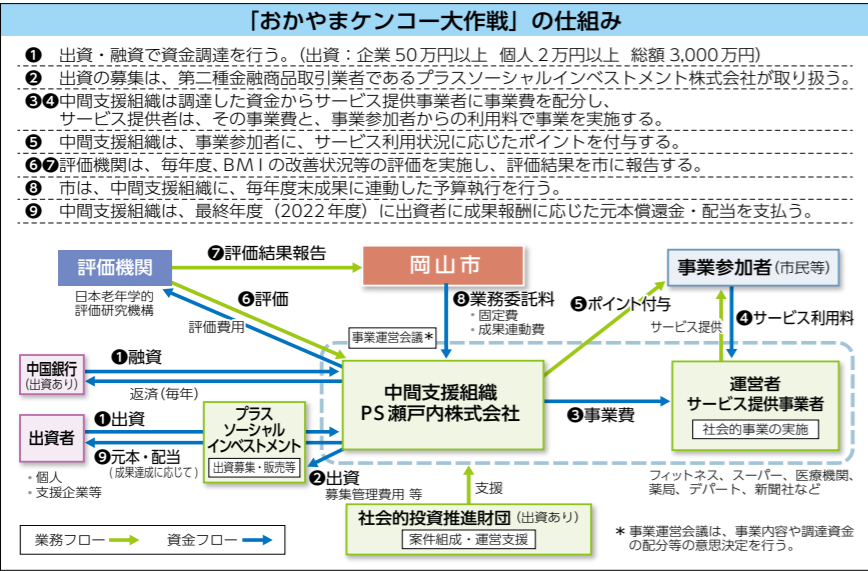 「おかやまケンコー大作戦」の仕組み
❶ 出資・融資で資金調達を行う。(出資：企業 50万円以上 個人 2万円以上 総額 3,000万円)
❷ 出資の募集は、第二種金融商品取引業者であるプラスソーシャルインベストメント株式会社が取り扱う。
❸❹中間支援組織は調達した資金からサービス提供事業者に事業費を配分し、
サービス提供者は、その事業費と、事業参加者からの利用料で事業を実施する。
❺ 中間支援組織は、事業参加者に、サービス利用状況に応じたポイントを付与する。
❻❼評価機関は、毎年度、BMIの改善状況等の評価を実施し、評価結果を市に報告する。
❽ 市は、中間支援組織に、毎年度末成果に連動した予算執行を行う。
❾ 中間支援組織は、最終年度（2022年度）に出資者に成果報酬に応じた元本償還金・配当を支払う。
評価機関
日本老年学的
評価研究機構
❼評価結果報告
岡山市
事業参加者(市民等)
❻評価
評価費用
❽業務委託料
・固定費
・成果連動費
❺ポイント付与
サービス提供
❹サービス利用料
事業運営会議＊
中国銀行
(出資あり)
❶融資
返済(毎年)
中間支援組織
PS瀬戸内株式会社
❸事業費
運営者
サービス提供事業者
社会的事業の実施
出資者
・個人
・支援企業等
❶出資
❾元本・配当
(成果達成に応じて)
プラス
ソーシャル
インベストメント
出資募集・販売等
❷出資
募集管理費用 等
支援
フィットネス、スーパー、医療機関、
薬局、デパート、新聞社など
社会的投資推進財団(出資あり)
案件組成・運営支援
業務フロー 資金フロー
＊事業運営会議は、事業内容や調達資金
の配分等の意思決定を行う。